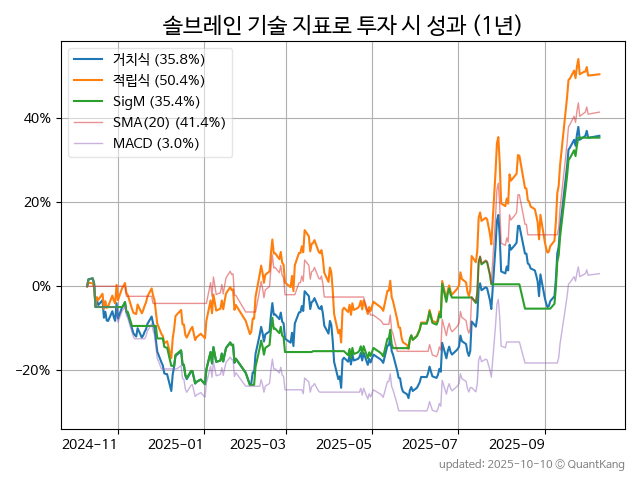 솔브레인 기술 지표로 투자 시 성과 (1년)
거치식 (35.8%)
적립식 (50.4%)
SigM (35.4%)
SMA(20) (41.4%)
MACD (3.0%)
40%
20%
0%
−20%
2024-11
2025-01
2025-03
2025-05
2025-07
2025-09
updated: 2025-10-10 © QuantKang